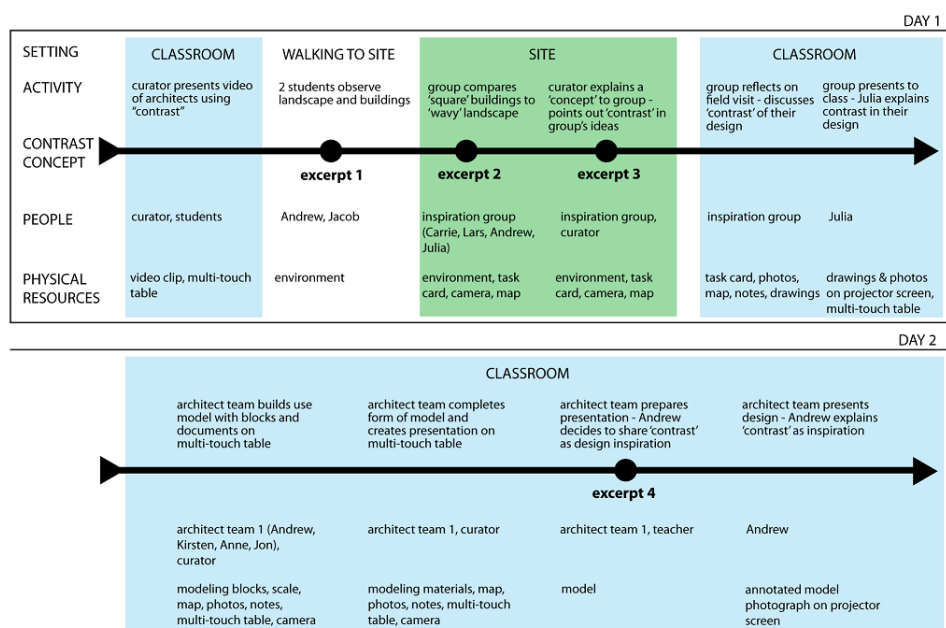 DAY 1
SETTING
CLASSROOM
WALKING TO SITE
SITE
CLASSROOM
ACTIVITY
curator presents video
of architects using
"contrast"
2 students observe
landscape and buildings
group compares
'square' buildings to
'wavy' landscape
curator explains a
'concept' to group -
points out 'contrast' in
group's ideas
group reflects on
field visit - discusses
'contrast' of their
design
group presents to
class - Julia explains
contrast in their
design
CONTRAST
CONCEPT
excerpt 1
excerpt 2
excerpt 3
PEOPLE
curator, students
Andrew, Jacob
inspiration group
(Carrie, Lars, Andrew,
Julia)
inspiration group,
curator
inspiration group
Julia
PHYSICAL
RESOURCES
video clip, multi-touch
table
environment
environment, task
card, camera, map
environment, task
card, camera, map
task card, photos,
map, notes, drawings
drawings & photos
on projector screen,
multi-touch table
DAY 2
CLASSROOM
architect team builds use
model with blocks and
documents on
multi-touch table
architect team completes
form of model and
creates presentation on
multi-touch table
architect team prepares
presentation - Andrew
decides to share 'contrast'
as design inspiration
architect team presents
design - Andrew explains
'contrast' as inspiration
excerpt 4
architect team 1 (Andrew,
Kirsten, Anne, Jon),
curator
architect team 1, curator
architect team 1, teacher
Andrew
modeling blocks, scale,
map, photos, notes,
multi-touch table, camera
modeling materials, map,
photos, notes, multi-touch
table, camera
model
annotated model
photograph on projector
screen